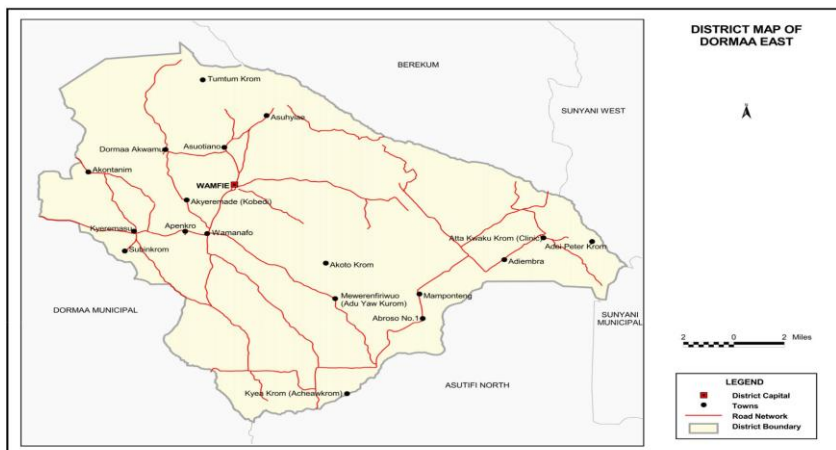 DISTRICT MAP OF
DORMAA EAST
BEREKUM
SUNYANI WEST
Tumtum Krom
Asuhyiae
Asuotiano
Dormaa Akwamu
Akontanim
WAMFIE
Akyeremade (Kobedi)
Kyeremasu
Apenkro
Wamanafo
Subinkrom
Atta Kwaku Krom (Clinic)
Adei Peter Krom
Adiembra
Akoto Krom
Mewerenfiriwuo
(Adu Yaw Kurom)
Mamponteng
Abroso No.1
DORMAA MUNICIPAL
SUNYANI
MUNICIPAL
ASUTIFI NORTH
Kyea Krom (Acheawkrom)
2 0 2 Miles
LEGEND
District Capital
Towns
Road Network
District Boundary